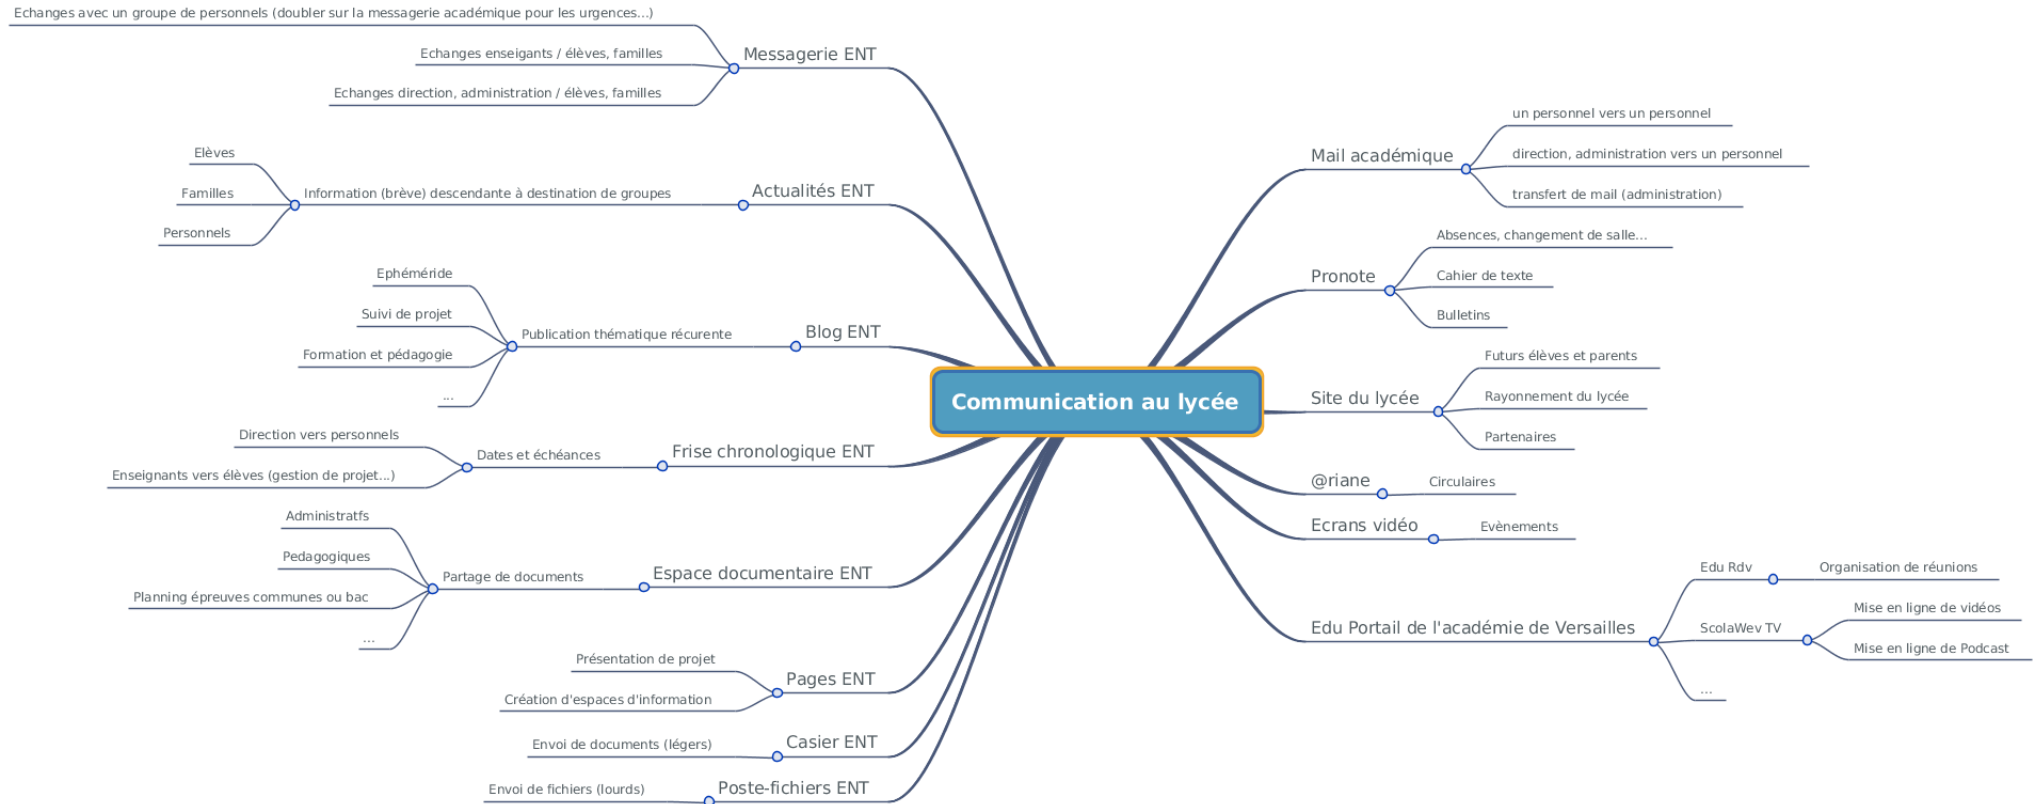 Communication au lycée
Messagerie ENT
Echanges avec un groupe de personnels (doubler sur la messagerie académique pour les urgences...)
Echanges enseigants / élèves, familles
Echanges direction, administration / élèves, familles
Actualités ENT
Information (brève) descendante à destination de groupes
Elèves
Familles
Personnels
Blog ENT
Publication thématique récurente
Ephéméride
Suivi de projet
Formation et pédagogie
...
Frise chronologique ENT
Dates et échéances
Direction vers personnels
Enseignants vers élèves (gestion de projet...)
Espace documentaire ENT
Partage de documents
Administratfs
Pedagogiques
Planning épreuves communes ou bac
...
Pages ENT
Présentation de projet
Création d'espaces d'information
Casier ENT
Envoi de documents (légers)
Poste-fichiers ENT
Envoi de fichiers (lourds)
Mail académique
un personnel vers un personnel
direction, administration vers un personnel
transfert de mail (administration)
Pronote
Absences, changement de salle...
Cahier de texte
Bulletins
Site du lycée
Futurs élèves et parents
Rayonnement du lycée
Partenaires
@riane
Circulaires
Ecrans vidéo
Evènements
Edu Portail de l'académie de Versailles
Edu Rdv
Organisation de réunions
ScolaWev TV
Mise en ligne de vidéos
Mise en ligne de Podcast
...